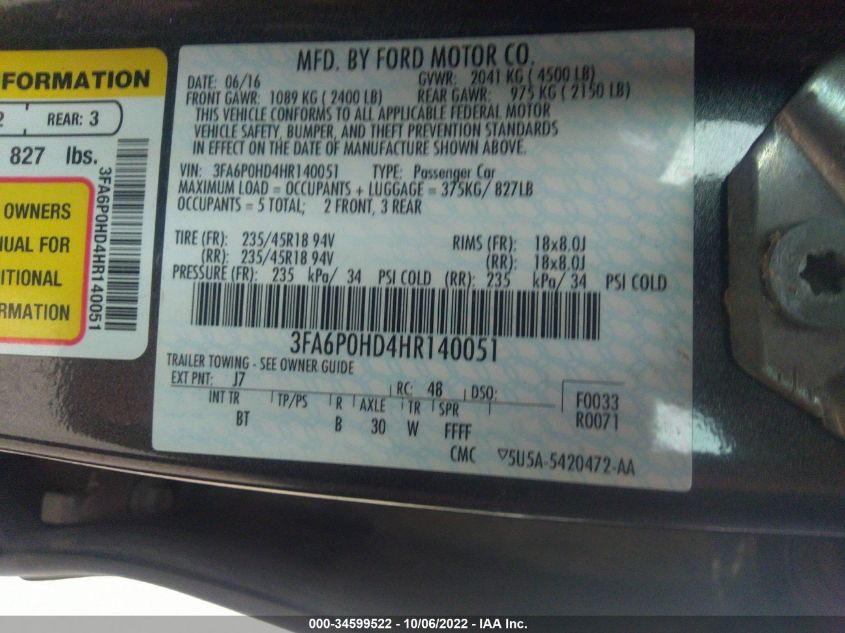 FORMATION
2 REAR: 3
827 lbs.
OWNERS
NUAL FOR
ITIONAL
RMATION
3FA6P0HD4HR140051
MFD. BY FORD MOTOR CO.
DATE: 06/16 GVWR: 2041 KG ( 4500 LB)
FRONT GAWR: 1089 KG ( 2400 LB) REAR GAWR: 975 KG ( 2150 LB)
THIS VEHICLE CONFORMS TO ALL APPLICABLE FEDERAL MOTOR
VEHICLE SAFETY, BUMPER, AND THEFT PREVENTION STANDARDS
IN EFFECT ON THE DATE OF MANUFACTURE SHOWN ABOVE.
VIN: 3FA6P0HD4HR140051 TYPE: Passenger Car
MAXIMUM LOAD = OCCUPANTS + LUGGAGE = 375KG/ 827LB
OCCUPANTS = 5 TOTAL; 2 FRONT, 3 REAR
TIRE (FR): 235/45R18 94V RIMS (FR): 18x8.0J
(RR): 235/45R18 94V (RR): 18x8.0J
PRESSURE (FR): 235 kPa/ 34 PSI COLD (RR): 235 kPa/ 34 PSI COLD
3FA6P0HD4HR140051
TRAILER TOWING - SEE OWNER GUIDE
EXT PNT: J7 RC: 48 DSO:
INT TR TP/PS R AXLE TR SPR
BT B 30 W FFFF
F0033
R0071
CMC ▽5U5A-5420472-AA
000-34599522 - 10/06/2022 - IAA Inc.